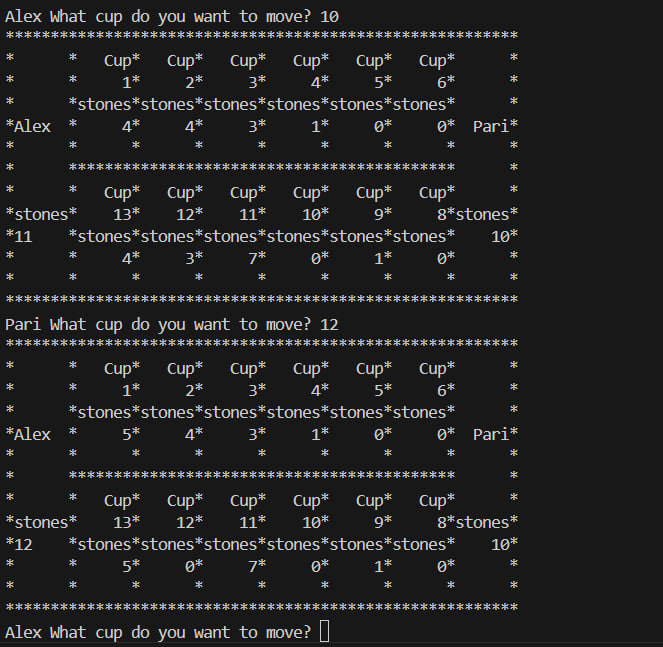 Alex What cup do you want to move? 10
*********************************************************
*      *   Cup*   Cup*   Cup*   Cup*   Cup*   Cup*      *
*      *     1*     2*     3*     4*     5*     6*      *
*      *stones*stones*stones*stones*stones*stones*      *
*Alex  *     4*     4*     3*     1*     0*     0*  Pari*
*      *      *      *      *      *      *      *      *
*      *******************************************      *
*      *   Cup*   Cup*   Cup*   Cup*   Cup*   Cup*      *
*stones*    13*    12*    11*    10*     9*     8*stones*
*11    *stones*stones*stones*stones*stones*stones*    10*
*      *     4*     3*     7*     0*     1*     0*      *
*      *      *      *      *      *      *      *      *
*********************************************************
Pari What cup do you want to move? 12
*********************************************************
*      *   Cup*   Cup*   Cup*   Cup*   Cup*   Cup*      *
*      *     1*     2*     3*     4*     5*     6*      *
*      *stones*stones*stones*stones*stones*stones*      *
*Alex  *     5*     4*     3*     1*     0*     0*  Pari*
*      *      *      *      *      *      *      *      *
*      *******************************************      *
*      *   Cup*   Cup*   Cup*   Cup*   Cup*   Cup*      *
*stones*    13*    12*    11*    10*     9*     8*stones*
*12    *stones*stones*stones*stones*stones*stones*    10*
*      *     5*     0*     7*     0*     1*     0*      *
*      *      *      *      *      *      *      *      *
*********************************************************
Alex What cup do you want to move?